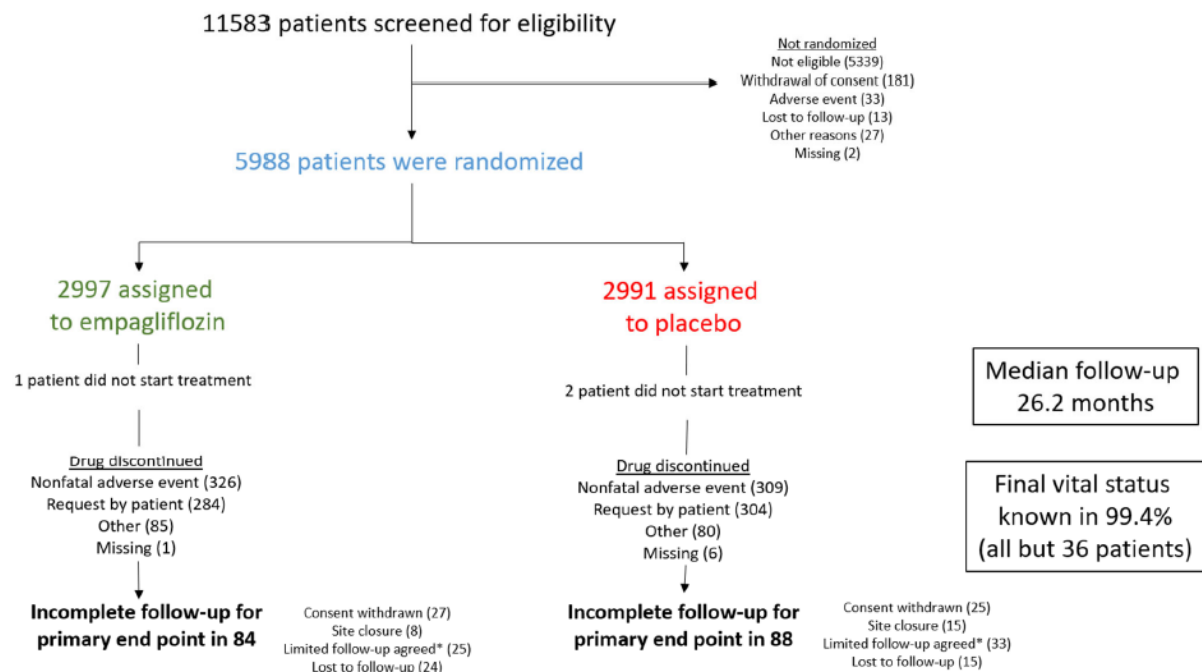 11583 patients screened for eligibility
Not randomized
Not eligible (5339)
Withdrawal of consent (181)
Adverse event (33)
Lost to follow-up (13)
Other reasons (27)
Missing (2)
5988 patients were randomized
2997 assigned
to empagliflozin
2991 assigned
to placebo
1 patient did not start treatment
2 patient did not start treatment
Median follow-up
26.2 months
Drug discontinued
Nonfatal adverse event (326)
Request by patient (284)
Other (85)
Missing (1)
Drug discontinued
Nonfatal adverse event (309)
Request by patient (304)
Other (80)
Missing (6)
Final vital status
known in 99.4%
(all but 36 patients)
Incomplete follow-up for
primary end point in 84
Consent withdrawn (27)
Site closure (8)
Limited follow-up agreed* (25)
Lost to follow-up (24)
Incomplete follow-up for
primary end point in 88
Consent withdrawn (25)
Site closure (15)
Limited follow-up agreed* (33)
Lost to follow-up (15)